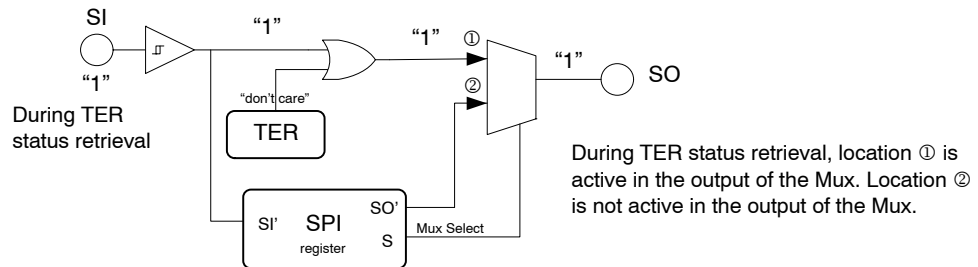 SI
“1”
“1”
①
“1”
SO
“1”
During TER
status retrieval
“don’t care”
②
TER
During TER status retrieval, location ① is
active in the output of the Mux. Location ②
is not active in the output of the Mux.
SI’
SPI
register
SO’
S
Mux Select